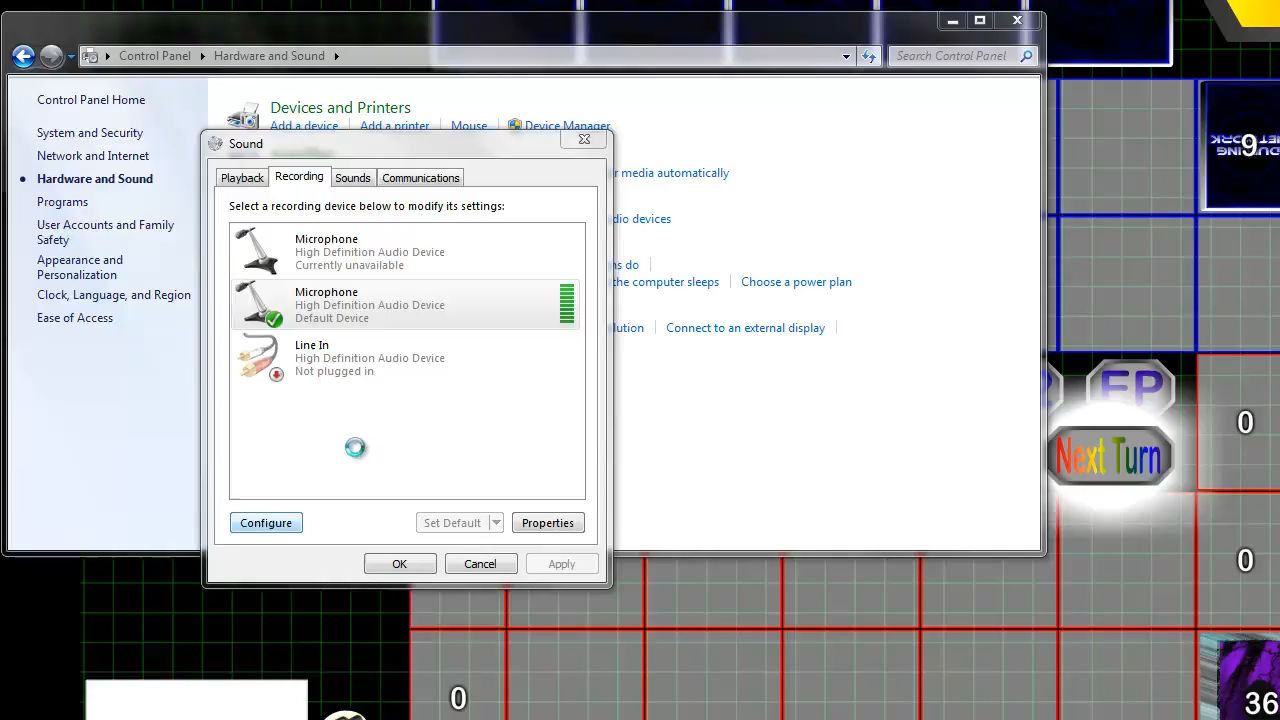 Control Panel
Hardware and Sound
Search Control Panel
Control Panel Home
System and Security
Network and Internet
Hardware and Sound
Programs
User Accounts and Family
Safety
Appearance and
Personalization
Clock, Language, and Region
Ease of Access
Devices and Printers
Add a device
Add a printer
Mouse
Device Manager
media automatically
devices
do
the computer sleeps
Choose a power plan
Connect to an external display
Sound
Playback
Recording
Sounds
Communications
Select a recording device below to modify its settings:
Microphone
High Definition Audio Device
Currently unavailable
Microphone
High Definition Audio Device
Default Device
Line In
High Definition Audio Device
Not plugged in
Configure
Set Default
Properties
OK
Cancel
Apply
9
EP
Next Turn
0
0
0
36